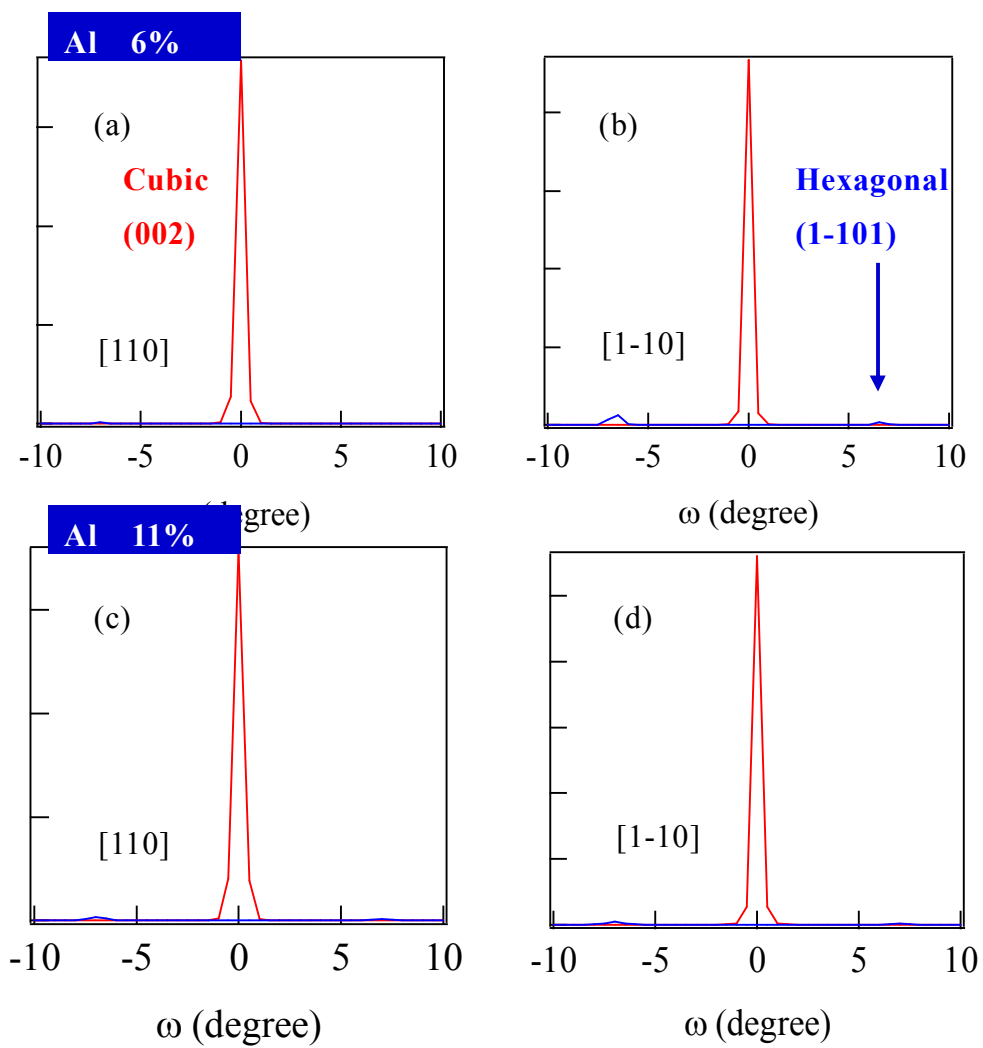 Al 6%
(a)
Cubic
(002)
[110]
-10 -5 0 5 10
degree)
(b)
Hexagonal
(1-101)
[1-10]
-10 -5 0 5 10
ω (degree)
Al 11%
(c)
[110]
-10 -5 0 5 10
ω (degree)
(d)
[1-10]
-10 -5 0 5 10
ω (degree)